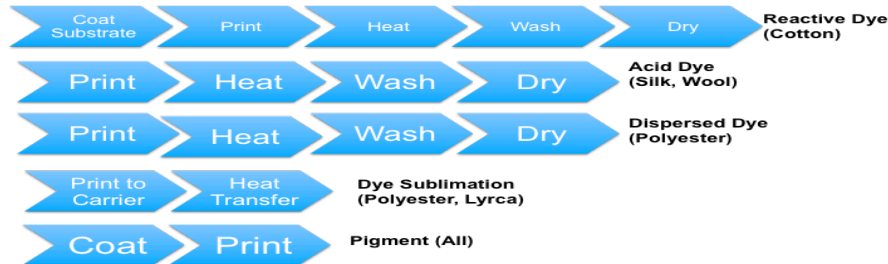 Coat Substrate Print Heat Wash Dry Reactive Dye (Cotton)
Print Heat Wash Dry Acid Dye (Silk, Wool)
Print Heat Wash Dry Dispersed Dye (Polyester)
Print to Carrier Heat Transfer Dye Sublimation (Polyester, Lyrca)
Coat Print Pigment (All)